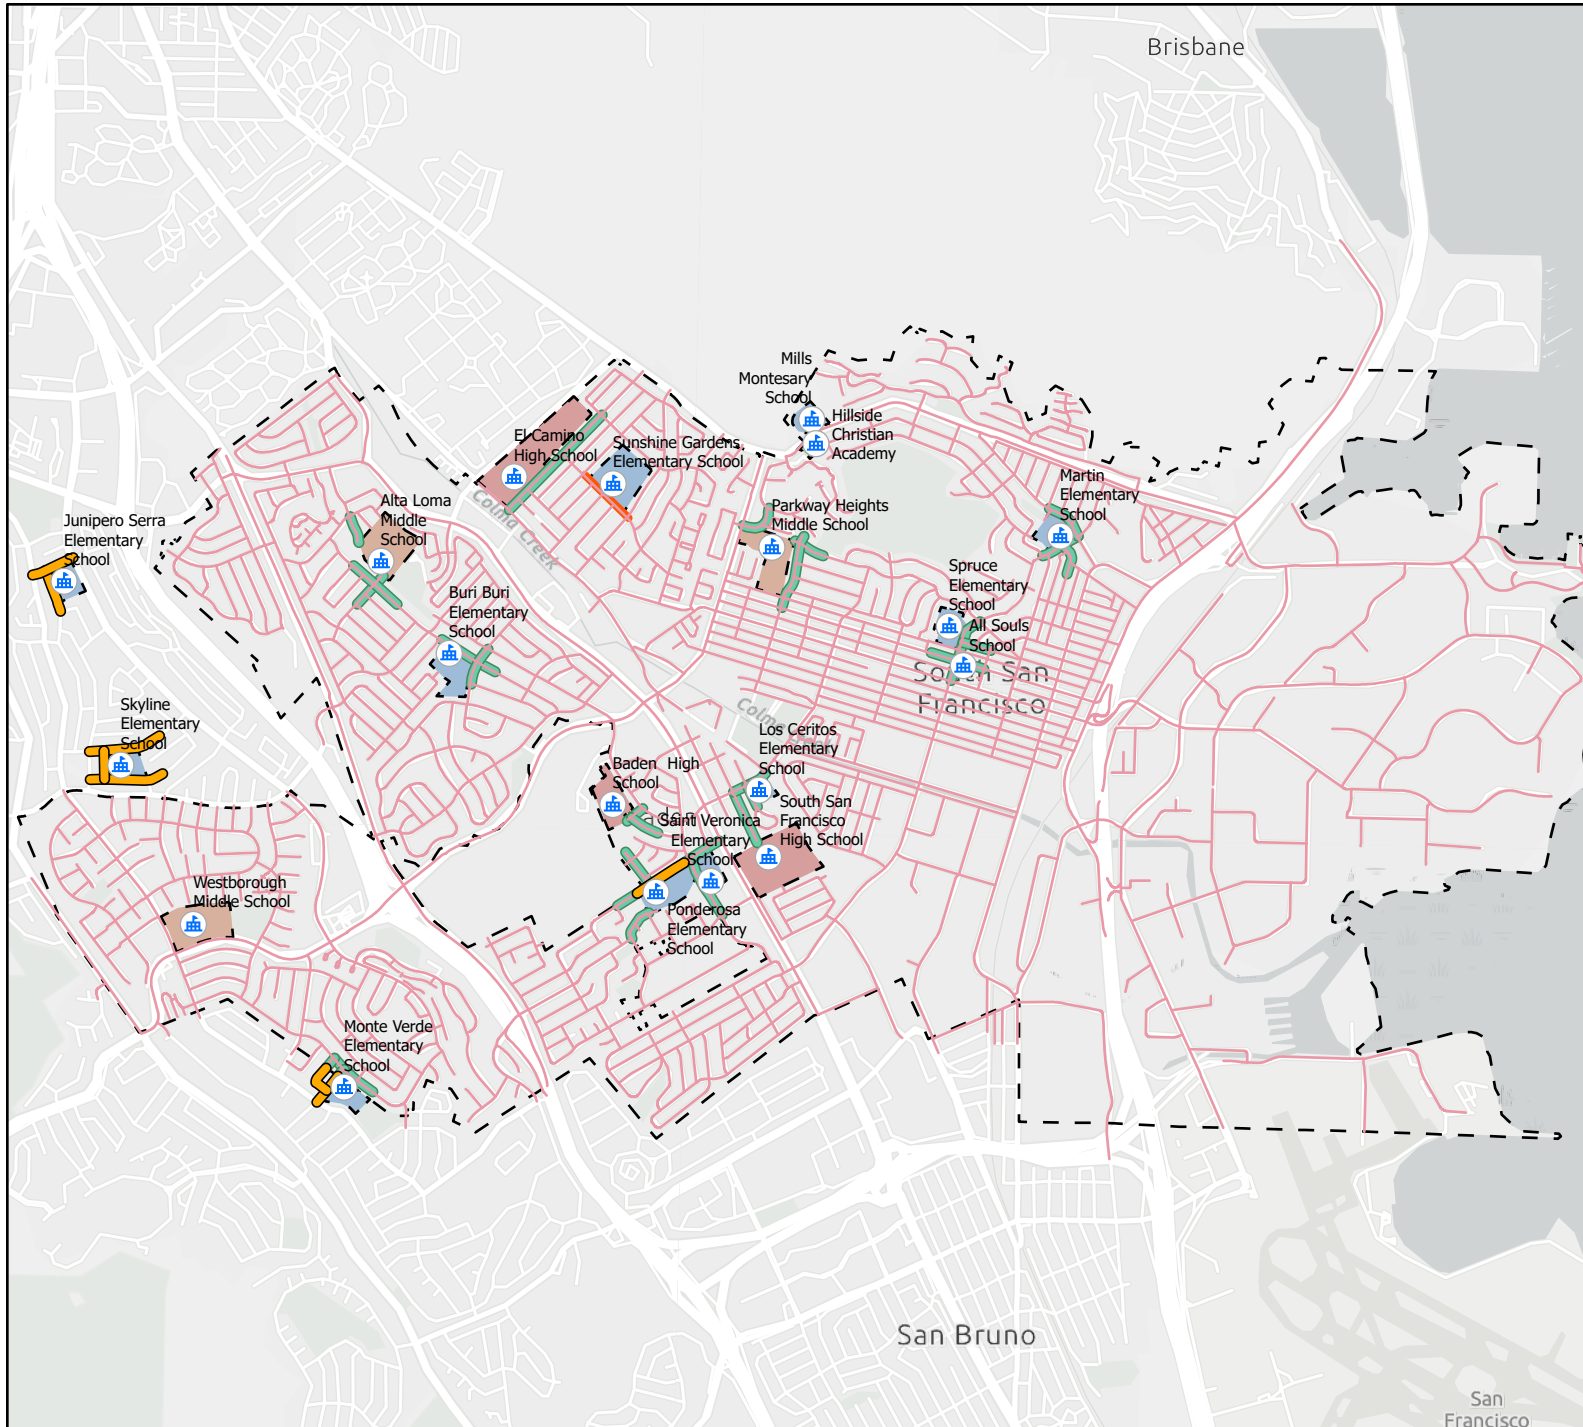 Brisbane
Mills
Montesary
School
Hillside
Christian
Academy
El Camino
High School
Sunshine Gardens
Elementary School
Martin
Elementary
School
Alta Loma
Middle
School
Colma Creek
Parkway Heights
Middle School
Junipero Serra
Elementary
School
Buri Buri
Elementary
School
Spruce
Elementary
School
All Souls
School
South San
Francisco
Skyline
Elementary
School
Colma
Los Ceritos
Elementary
School
Baden High
School
South San
Francisco
High School
Saint Veronica
Elementary
School
Westborough
Middle School
Ponderosa
Elementary
School
Monte Verde
Elementary
School
San Bruno
San
Francisco